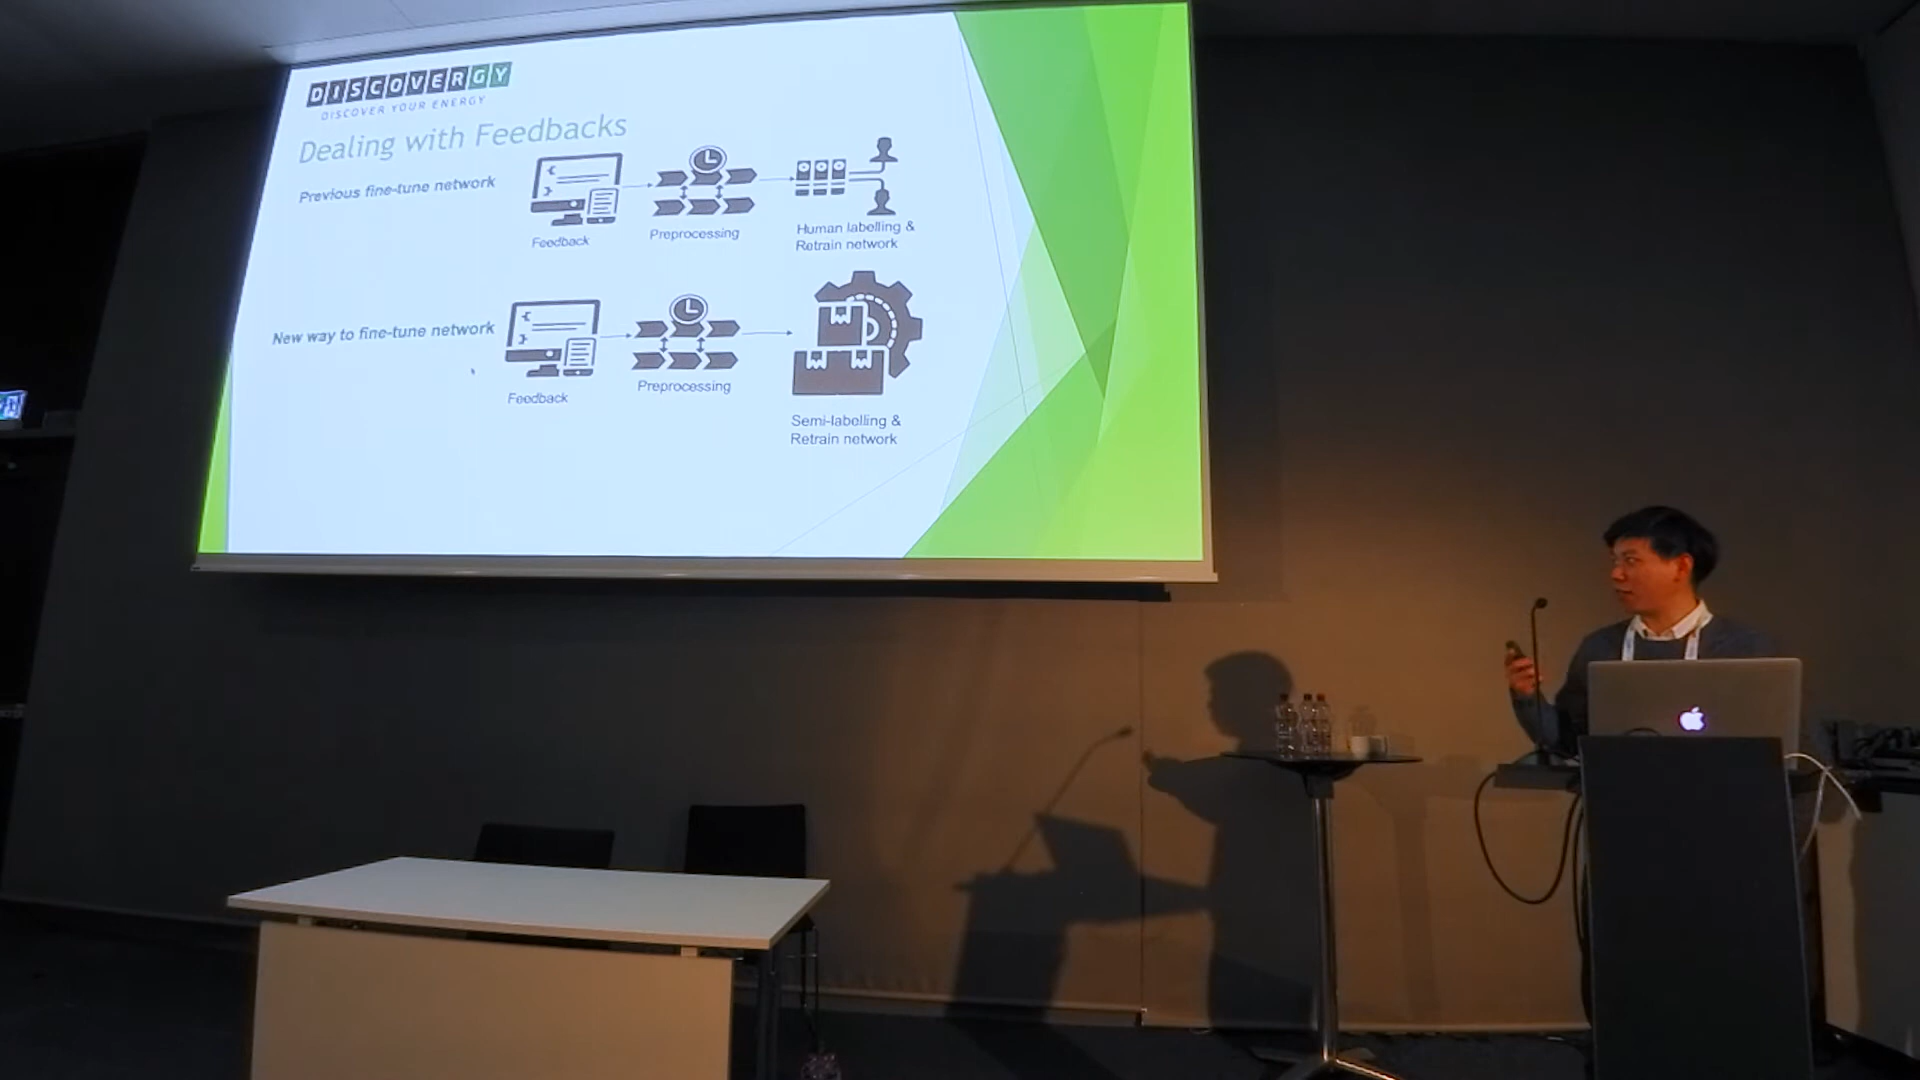 DISCOVERGY
DISCOVER YOUR ENERGY
Dealing with Feedbacks
Previous fine-tune network
Feedback
Preprocessing
Human labelling &
Retrain network
New way to fine-tune network
Feedback
Preprocessing
Semi-labelling &
Retrain network